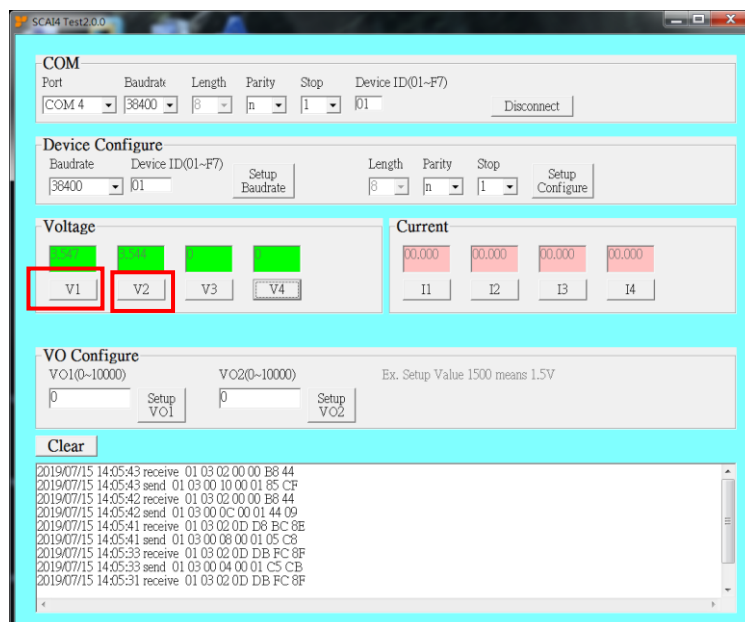 SCAI4 Test2.0.0
COM
Port Baudrate Length Parity Stop Device ID(01~F7)
COM 4 38400 8 n 1 01 Disconnect
Device Configure
Baudrate Device ID(01~F7) Setup Baudrate Length Parity Stop Setup Configure
38400 01 8 n 1
Voltage Current
3.547 3.544 0 0 00.000 00.000 00.000 00.000
V1 V2 V3 V4 I1 I2 I3 I4
VO Configure
VO1(0~10000) VO2(0~10000) Ex. Setup Value 1500 means 1.5V
0 Setup VO1 0 Setup VO2
Clear
2019/07/15 14:05:43 receive 01 03 02 00 00 B8 44
2019/07/15 14:05:43 send 01 03 00 10 00 01 85 CF
2019/07/15 14:05:42 receive 01 03 02 00 00 B8 44
2019/07/15 14:05:42 send 01 03 00 0C 00 01 44 09
2019/07/15 14:05:41 receive 01 03 02 0D D8 BC 8E
2019/07/15 14:05:41 send 01 03 00 08 00 01 05 C8
2019/07/15 14:05:33 receive 01 03 02 0D DB FC 8F
2019/07/15 14:05:33 send 01 03 00 04 00 01 C5 CB
2019/07/15 14:05:31 receive 01 03 02 0D DB FC 8F